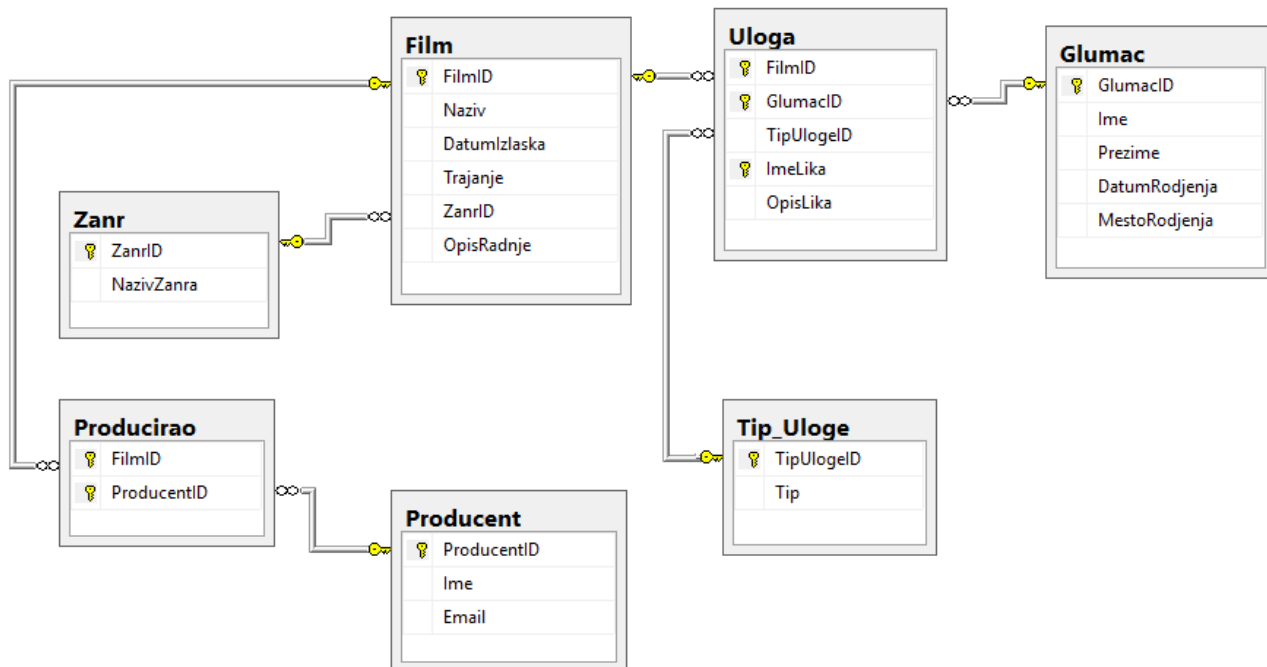 Film
FilmID
Naziv
DatumIzlaska
Trajanje
ZanrID
OpisRadnje
Uloga
FilmID
GlumacID
TipUlogeID
ImeLika
OpisLika
Glumac
GlumacID
Ime
Prezime
DatumRodjenja
MestoRodjenja
Zanr
ZanrID
NazivZanra
Producirao
FilmID
ProducentID
Producent
ProducentID
Ime
Email
Tip_Uloge
TipUlogeID
Tip